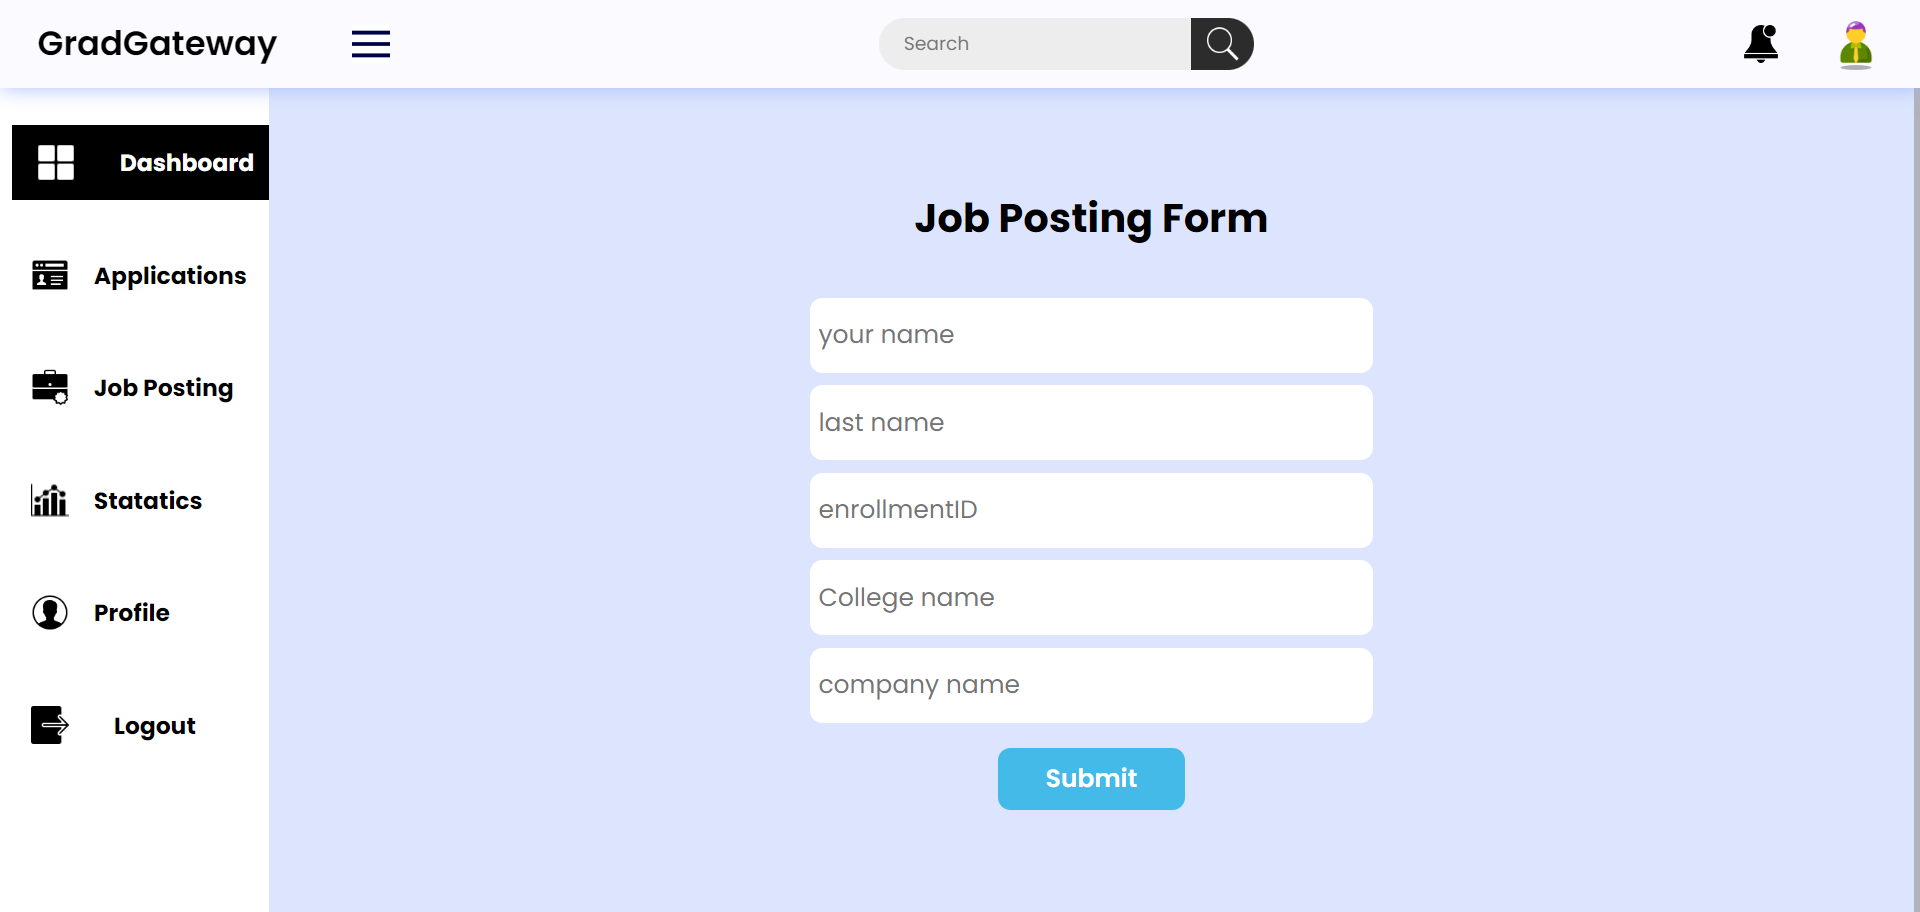 GradGateway
Search
Dashboard
Applications
Job Posting
Statatics
Profile
Logout
Job Posting Form
your name
last name
enrollmentID
College name
company name
Submit